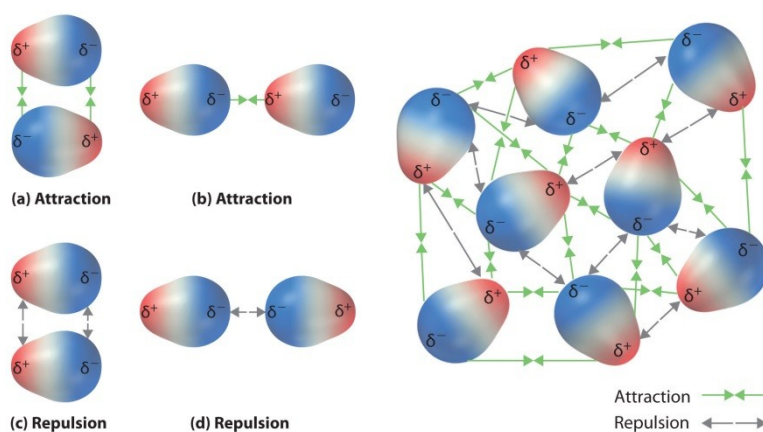 δ+ δ−
δ− δ+
(a) Attraction
δ+ δ− δ+ δ−
(b) Attraction
δ+ δ−
δ+ δ−
(c) Repulsion
δ+ δ− δ− δ+
(d) Repulsion
δ+ δ−
δ− δ− δ+
δ+ δ+
δ+ δ−
δ− δ−
δ+ δ− δ+
δ− δ+
Attraction
Repulsion